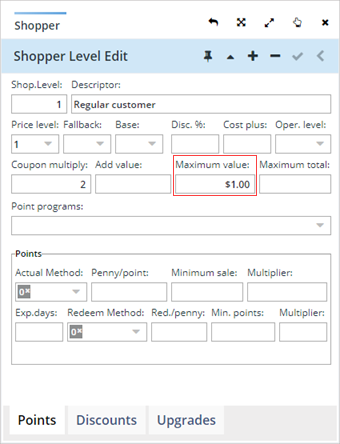 Shopper
Shopper Level Edit
Shop.Level: Descriptor:
1 Regular customer
Price level: Fallback: Base: Disc. %: Cost plus: Oper. level:
1
Coupon multiply: Add value: Maximum value: Maximum total:
2 $1.00
Point programs:
Points
Actual Method: Penny/point: Minimum sale: Multiplier:
0
Exp.days: Redeem Method: Red./penny: Min. points: Multiplier:
0
Points Discounts Upgrades